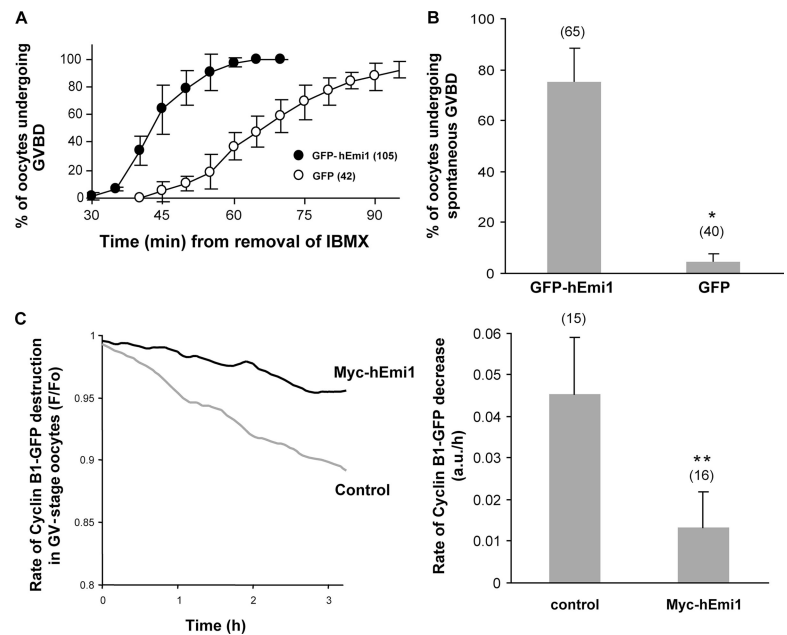 A
% of oocytes undergoing
GVBD
100
80
60
40
20
0
30
45
60
75
90
GFP-hEmi1 (105)
GFP (42)
Time (min) from removal of IBMX
B
% of oocytes undergoing
spontaneous GVBD
100
80
60
40
20
0
(65)
*
(40)
GFP-hEmi1
GFP
C
Rate of Cyclin B1-GFP destruction
in GV-stage oocytes (F/Fo)
1
0.95
0.9
0.85
0.8
0
1
2
3
Myc-hEmi1
Control
Time (h)
Rate of Cyclin B1-GFP decrease
(a.u./h)
0.06
0.05
0.04
0.03
0.02
0.01
0
(15)
**
(16)
control
Myc-hEmi1